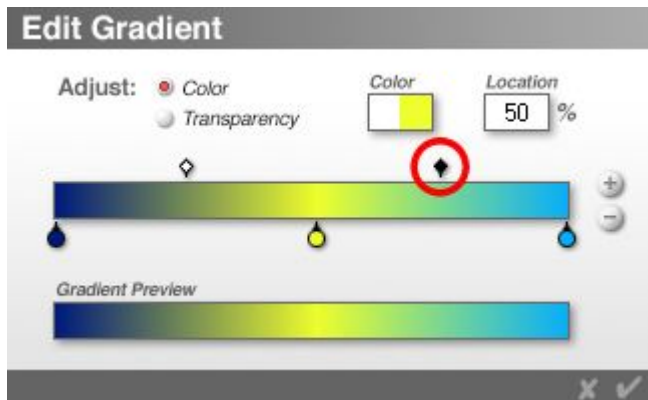 Edit Gradient
Adjust: Color Color Location
Transparency 50 %
Gradient Preview